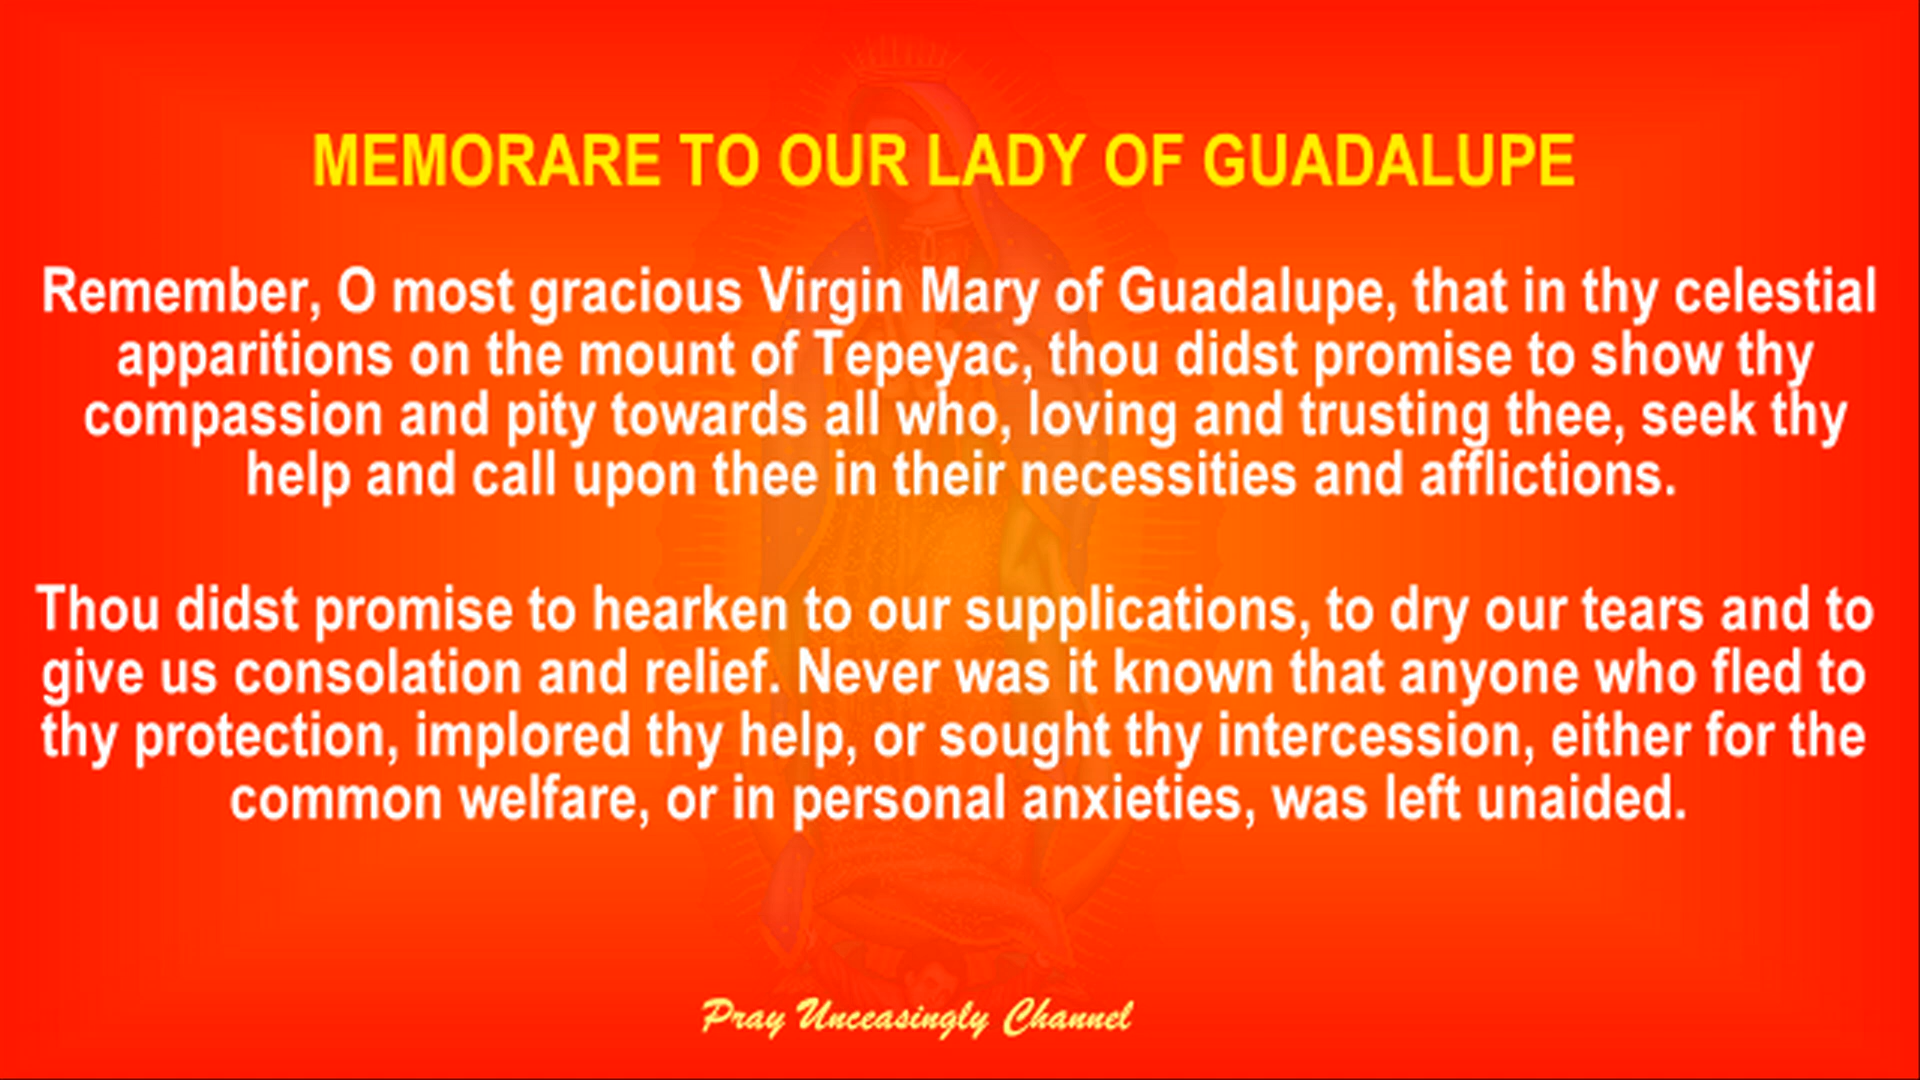 MEMORARE TO OUR LADY OF GUADALUPE
Remember, O most gracious Virgin Mary of Guadalupe, that in thy celestial
apparitions on the mount of Tepeyac, thou didst promise to show thy
compassion and pity towards all who, loving and trusting thee, seek thy
help and call upon thee in their necessities and afflictions.
Thou didst promise to hearken to our supplications, to dry our tears and to
give us consolation and relief. Never was it known that anyone who fled to
thy protection, implored thy help, or sought thy intercession, either for the
common welfare, or in personal anxieties, was left unaided.
Pray Unceasingly Channel